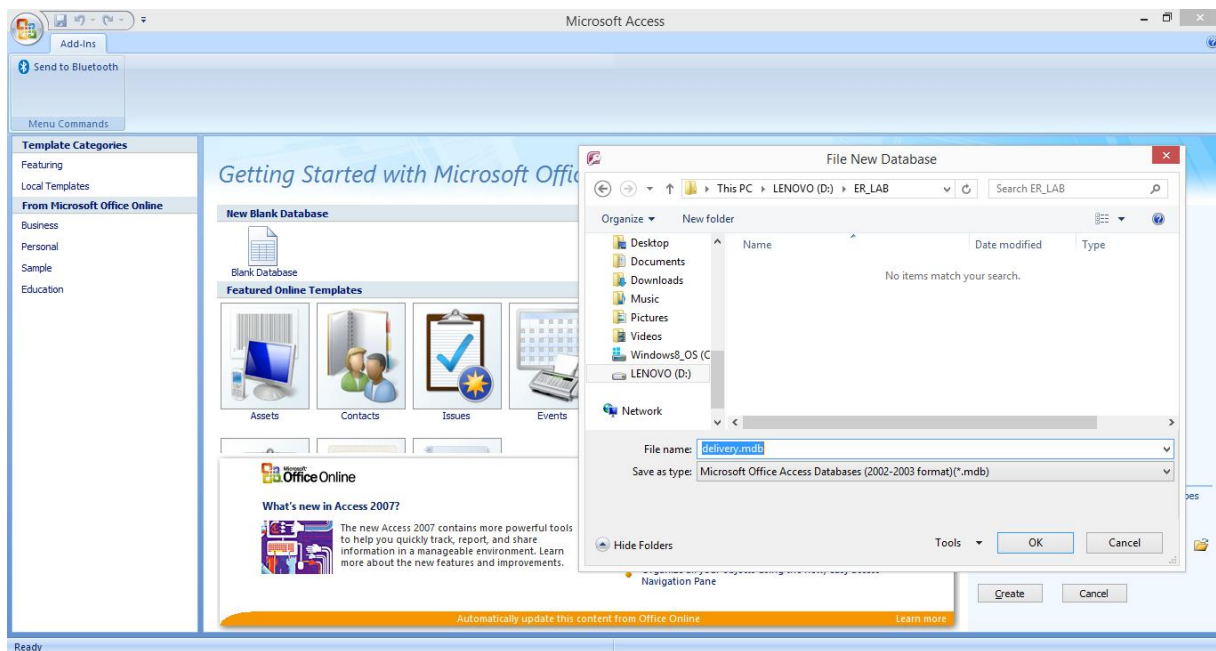 Microsoft Access
Add-Ins
Send to Bluetooth
Menu Commands
Template Categories
Featuring
Local Templates
From Microsoft Office Online
Business
Personal
Sample
Education
Getting Started with Microsoft Offic
New Blank Database
Blank Database
Featured Online Templates
Assets
Contacts
Issues
Events
Microsoft
Office Online
What's new in Access 2007?
The new Access 2007 contains more powerful tools
to help you quickly track, report, and share
information in a manageable environment. Learn
more about the new features and improvements.
Navigation Pane
Automatically update this content from Office Online
Learn more
File New Database
This PC
LENOVO (D:)
ER_LAB
Search ER_LAB
Organize
New folder
Name
Date modified
Type
Desktop
Documents
Downloads
Music
Pictures
Videos
Windows8_OS (C
LENOVO (D:)
Network
No items match your search.
File name:
delivery.mdb
Save as type:
Microsoft Office Access Databases (2002-2003 format)(*.mdb)
Hide Folders
Tools
OK
Cancel
Create
Cancel
Ready